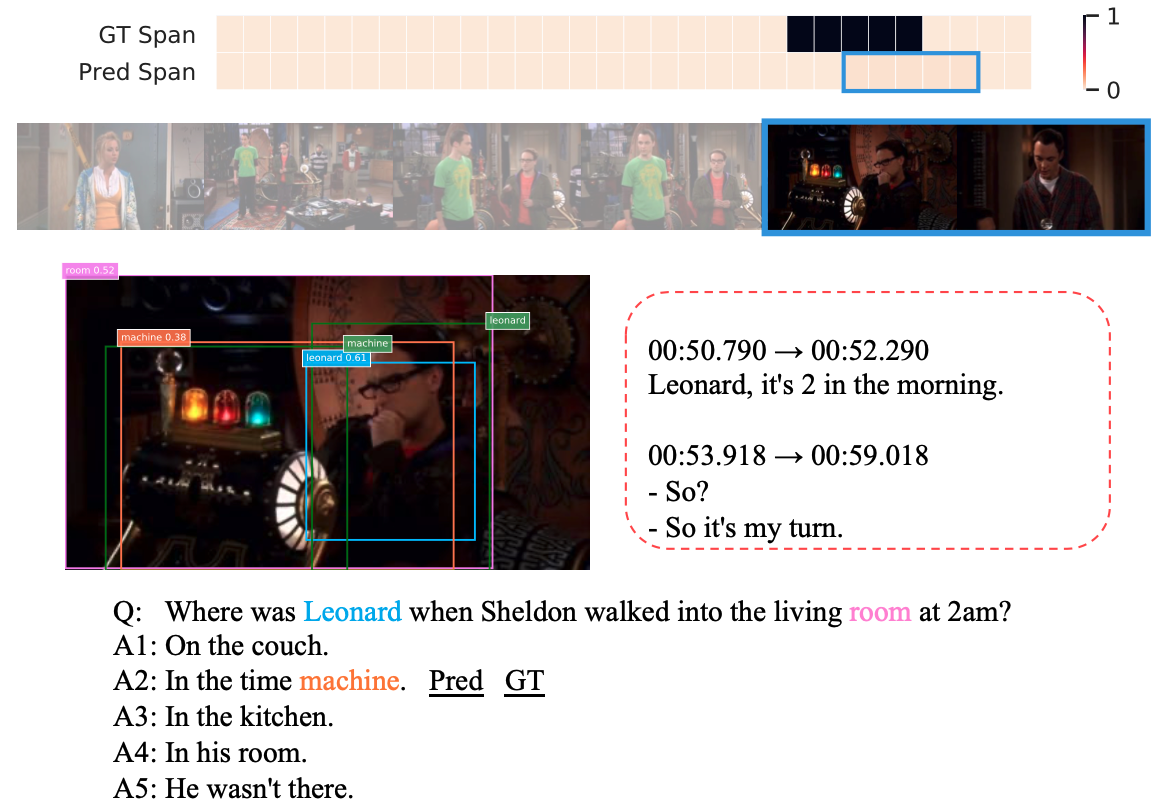 GT Span
1
Pred Span
0
room 0.52
leonard
machine 0.38
machine
leonard 0.61
00:50.790 → 00:52.290
Leonard, it's 2 in the morning.
00:53.918 → 00:59.018
- So?
- So it's my turn.
Q: Where was Leonard when Sheldon walked into the living room at 2am?
A1: On the couch.
A2: In the time machine. Pred GT
A3: In the kitchen.
A4: In his room.
A5: He wasn't there.